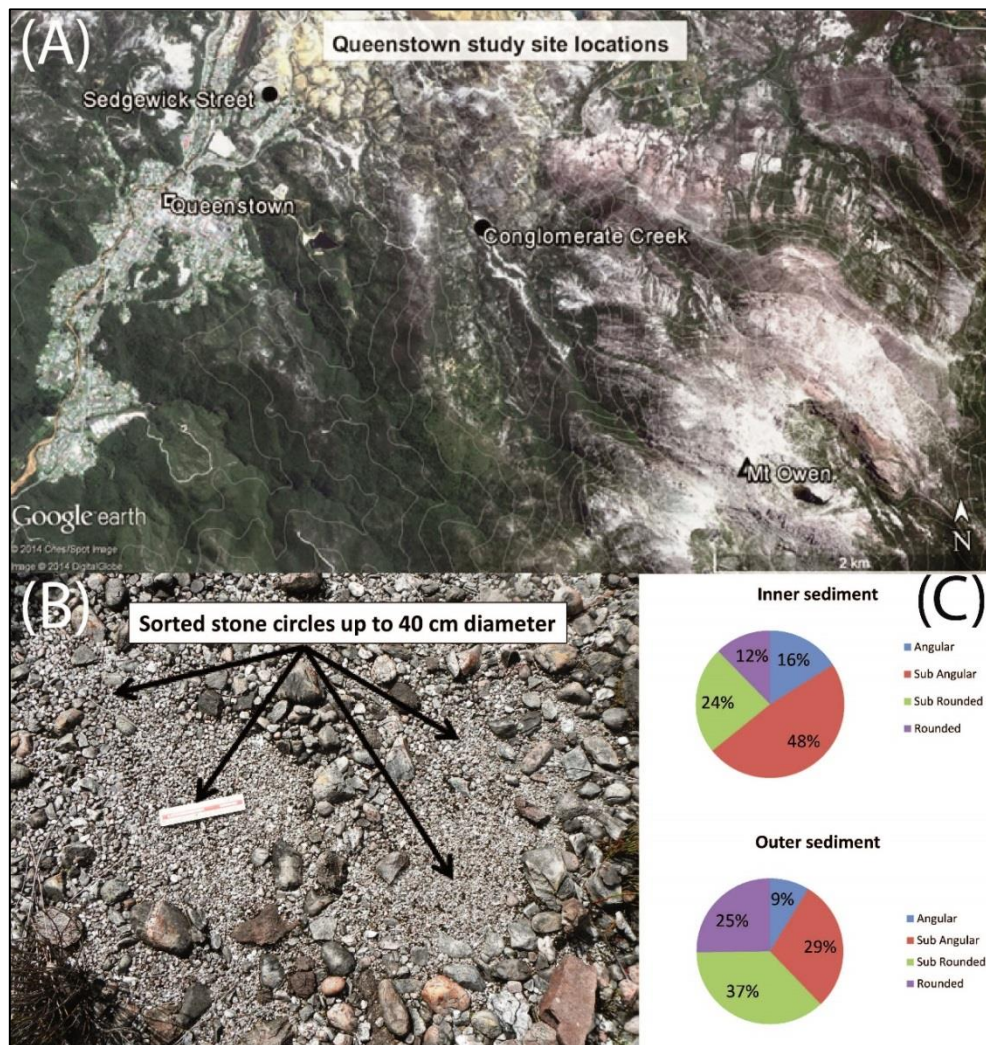 (A)
Queenstown study site locations
Sedgewick Street
Queenstown
Conglomerate Creek
Mt Owen
Google earth
© 2014 Cnes/Spot Image
Image © 2014 DigitalGlobe
2 km
N
(B)
Sorted stone circles up to 40 cm diameter
(C)
Inner sediment
12%
16%
24%
48%
Angular
Sub Angular
Sub Rounded
Rounded
Outer sediment
9%
25%
29%
37%
Angular
Sub Angular
Sub Rounded
Rounded